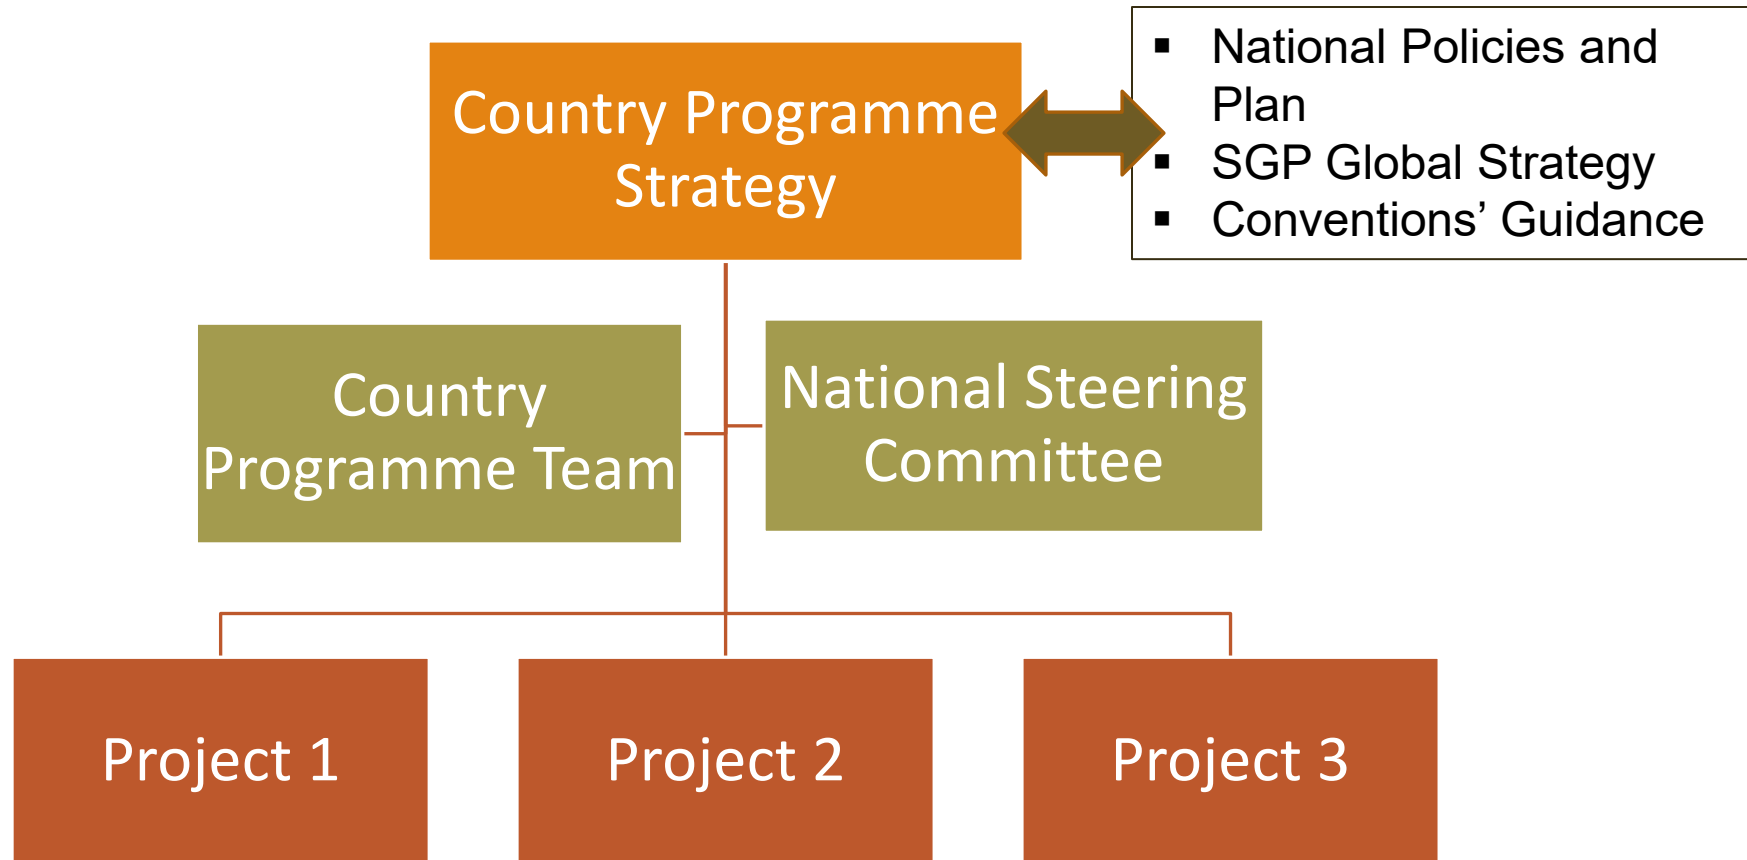 Country Programme
Strategy
▪ National Policies and
Plan
▪ SGP Global Strategy
▪ Conventions’ Guidance
Country
Programme Team
National Steering
Committee
Project 1
Project 2
Project 3